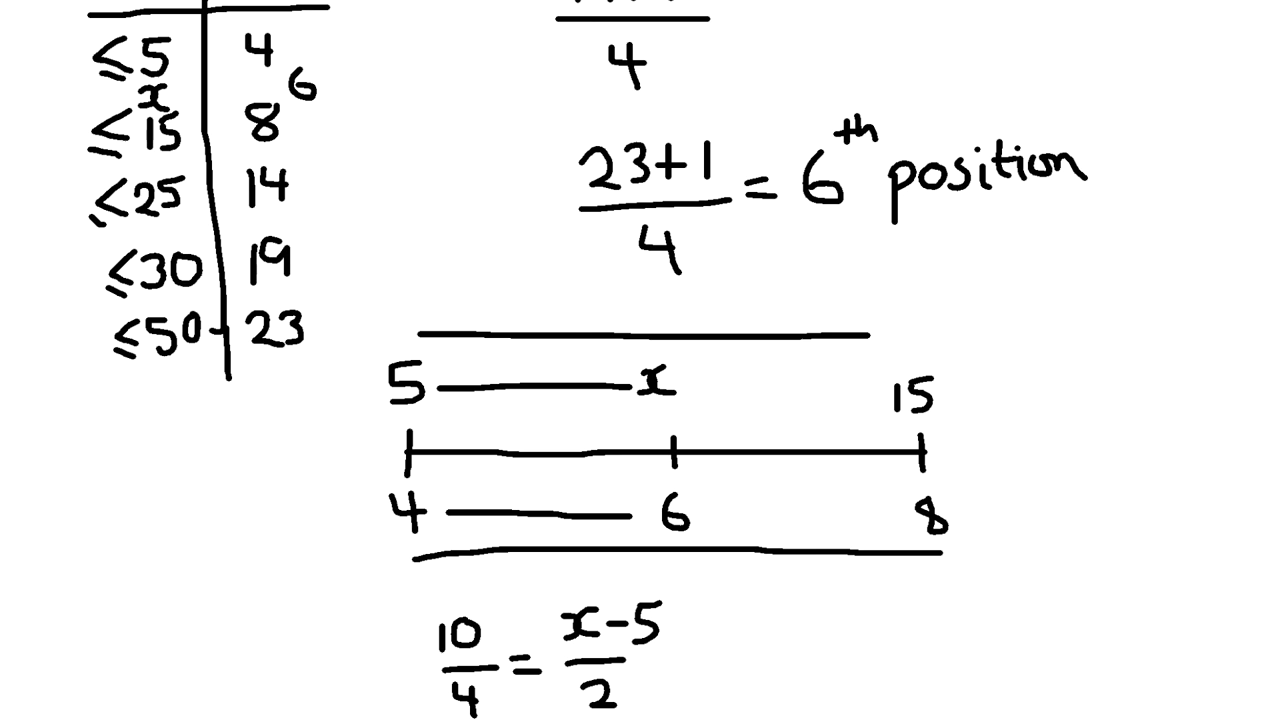 ≤5 4
x 6
≤15 8
≤25 14
≤30 19
≤50 23
4
23+1
4
= 6th position
5 x 15
4 6 8
10/4 = x-5/2